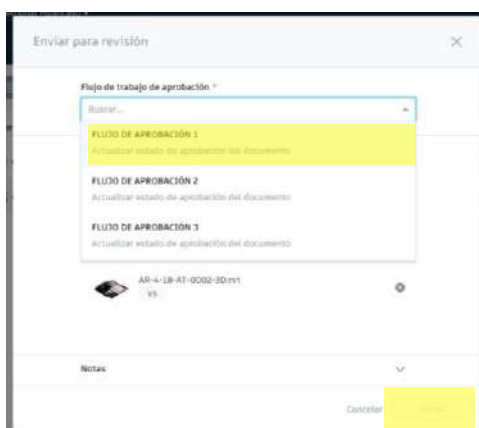 Enviar para revisión
Flujo de trabajo de aprobación *
Buscar...
FLUJO DE APROBACIÓN 1
Actualizar estado de aprobación del documento
FLUJO DE APROBACIÓN 2
Actualizar estado de aprobación del documento
FLUJO DE APROBACIÓN 3
Actualizar estado de aprobación del documento
AR-4-1B-AT-0002-3D.rvt
V3
Notas
Cancelar